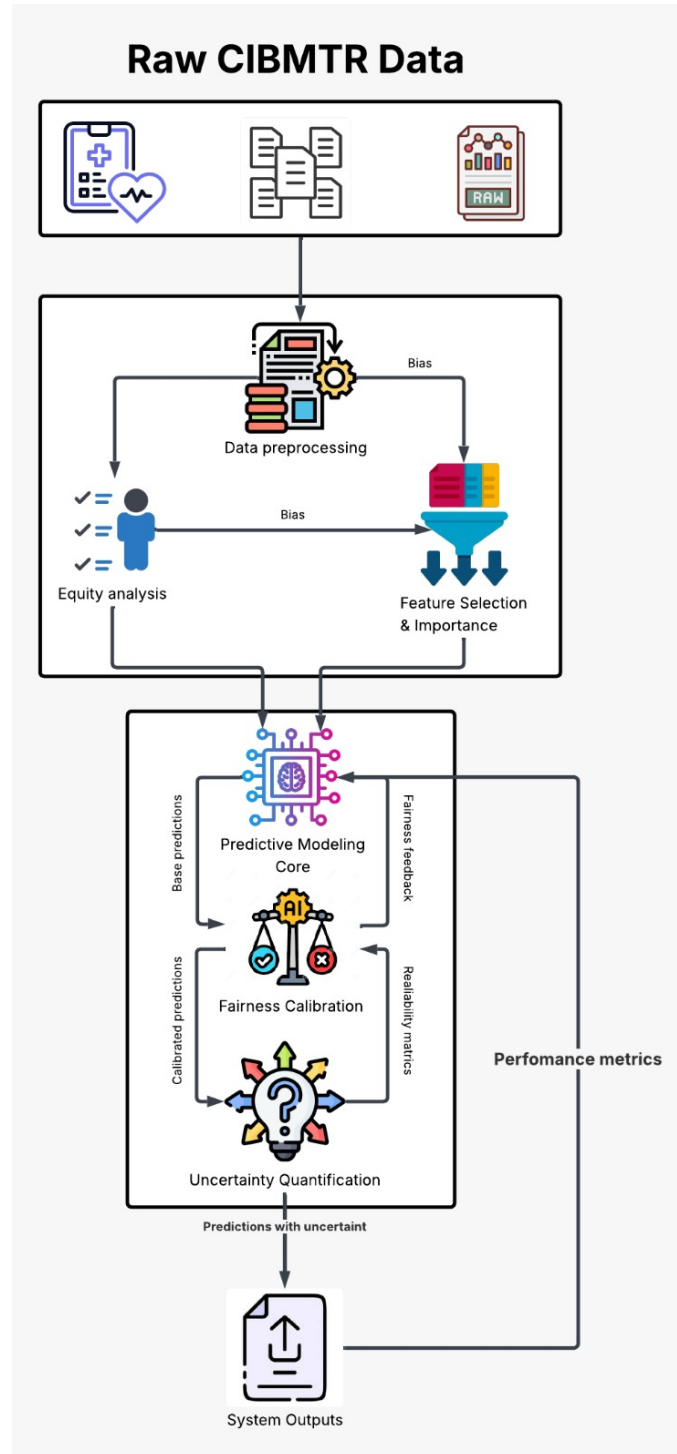 Raw CIBMTR Data
RAW
Bias
Data preprocessing
Bias
Equity analysis
Feature Selection
& Importance
Predictive Modeling
Core
Base predictions
Fairness feedback
AI
Fairness Calibration
Calibrated predictions
Realiability matrics
Perfomance metrics
Uncertainty Quantification
Predictions with uncertaint
System Outputs